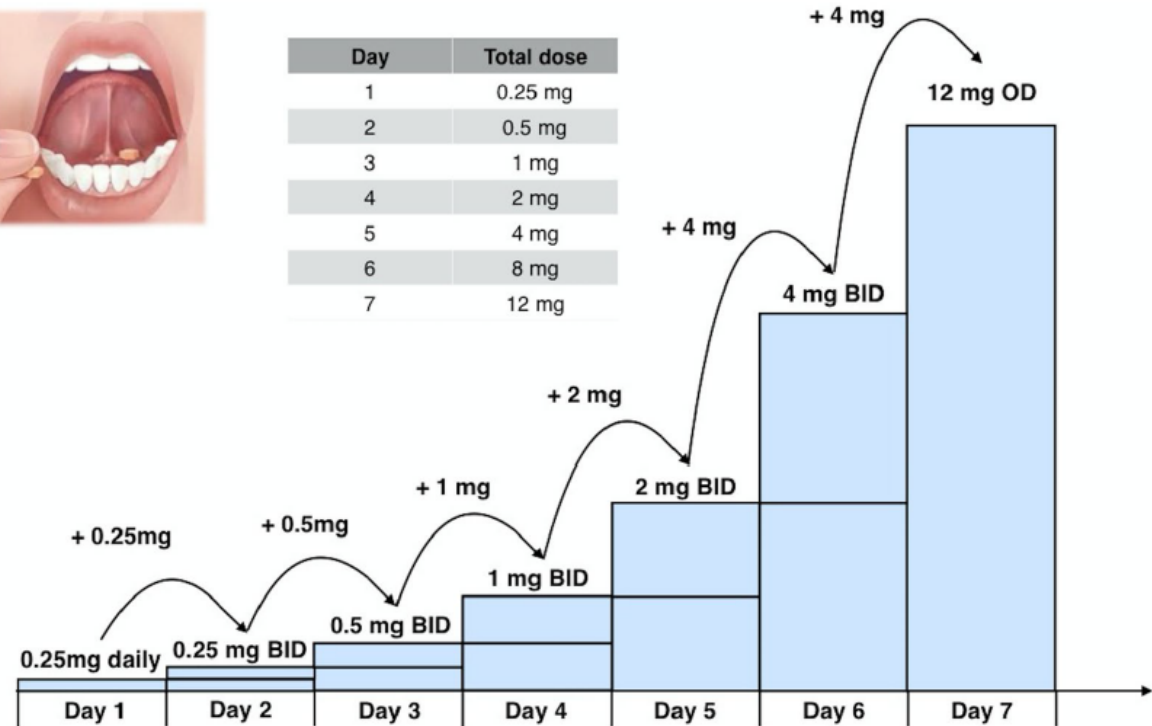 Day Total dose
1 0.25 mg
2 0.5 mg
3 1 mg
4 2 mg
5 4 mg
6 8 mg
7 12 mg
+ 4 mg
12 mg OD
+ 4 mg
4 mg BID
+ 2 mg
2 mg BID
+ 1 mg
1 mg BID
+ 0.5mg
0.5 mg BID
+ 0.25mg
0.25 mg BID
0.25mg daily
Day 1 Day 2 Day 3 Day 4 Day 5 Day 6 Day 7